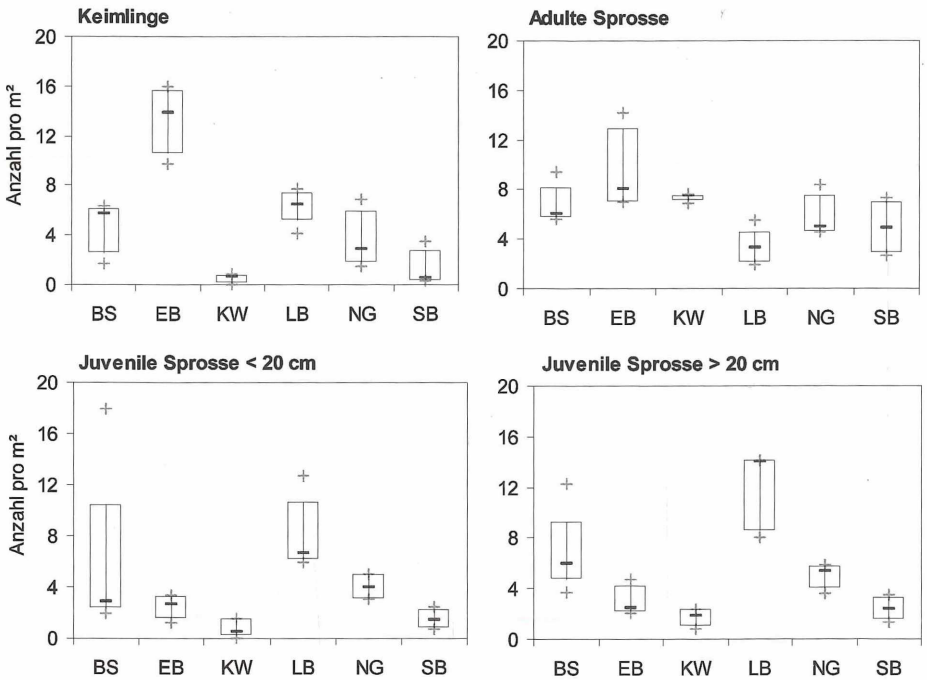 Keimlinge
Anzahl pro m²
20
16
12
8
4
0
BS EB KW LB NG SB
Adulte Sprosse
20
16
12
8
4
0
BS EB KW LB NG SB
Juvenile Sprosse < 20 cm
Anzahl pro m²
20
16
12
8
4
0
BS EB KW LB NG SB
Juvenile Sprosse > 20 cm
20
16
12
8
4
0
BS EB KW LB NG SB